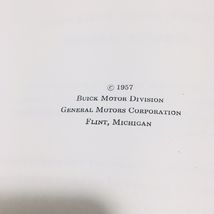 © 1957
Buick Motor Division
General Motors Corporation
Flint, Michigan